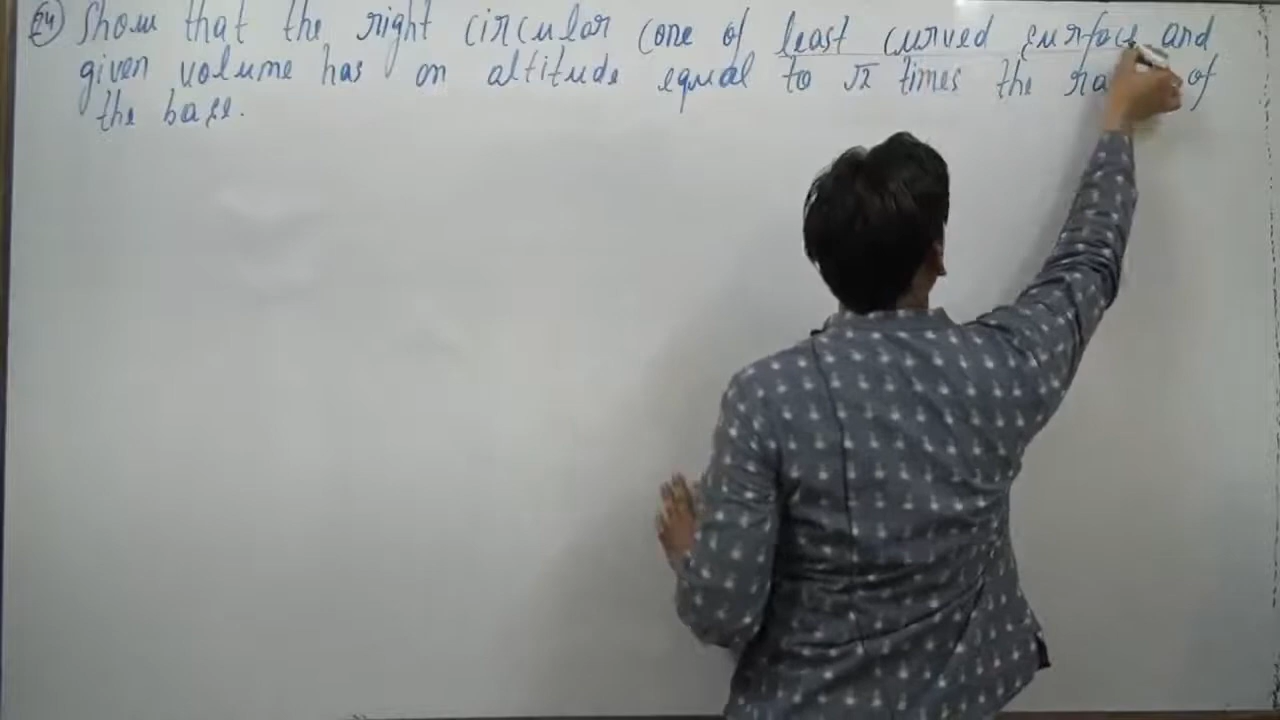 24 Show that the right circular cone of least curved surface and
given volume has an altitude equal to √2 times the ra of
the base.